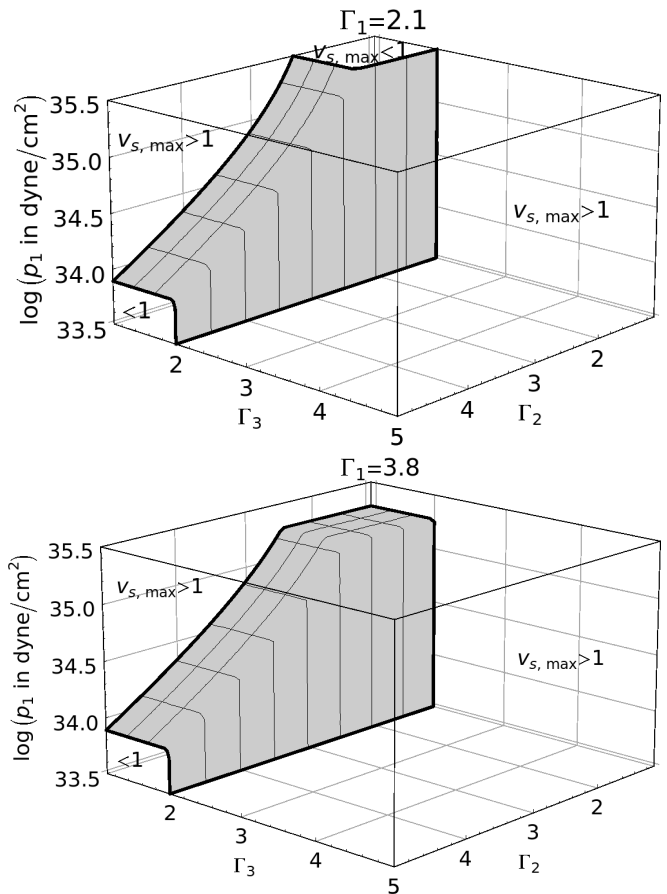 Γ₁=2.1
vₛ, ₘₐₓ<1
35.5
vₛ, ₘₐₓ>1
35.0
vₛ, ₘₐₓ>1
34.5
34.0
<1
33.5
log(p₁ in dyne/cm²)
2
3
4
5
Γ₃
2
3
4
Γ₂
Γ₁=3.8
35.5
vₛ, ₘₐₓ>1
35.0
34.5
vₛ, ₘₐₓ>1
34.0
<1
33.5
log(p₁ in dyne/cm²)
2
3
4
5
Γ₃
2
3
4
Γ₂